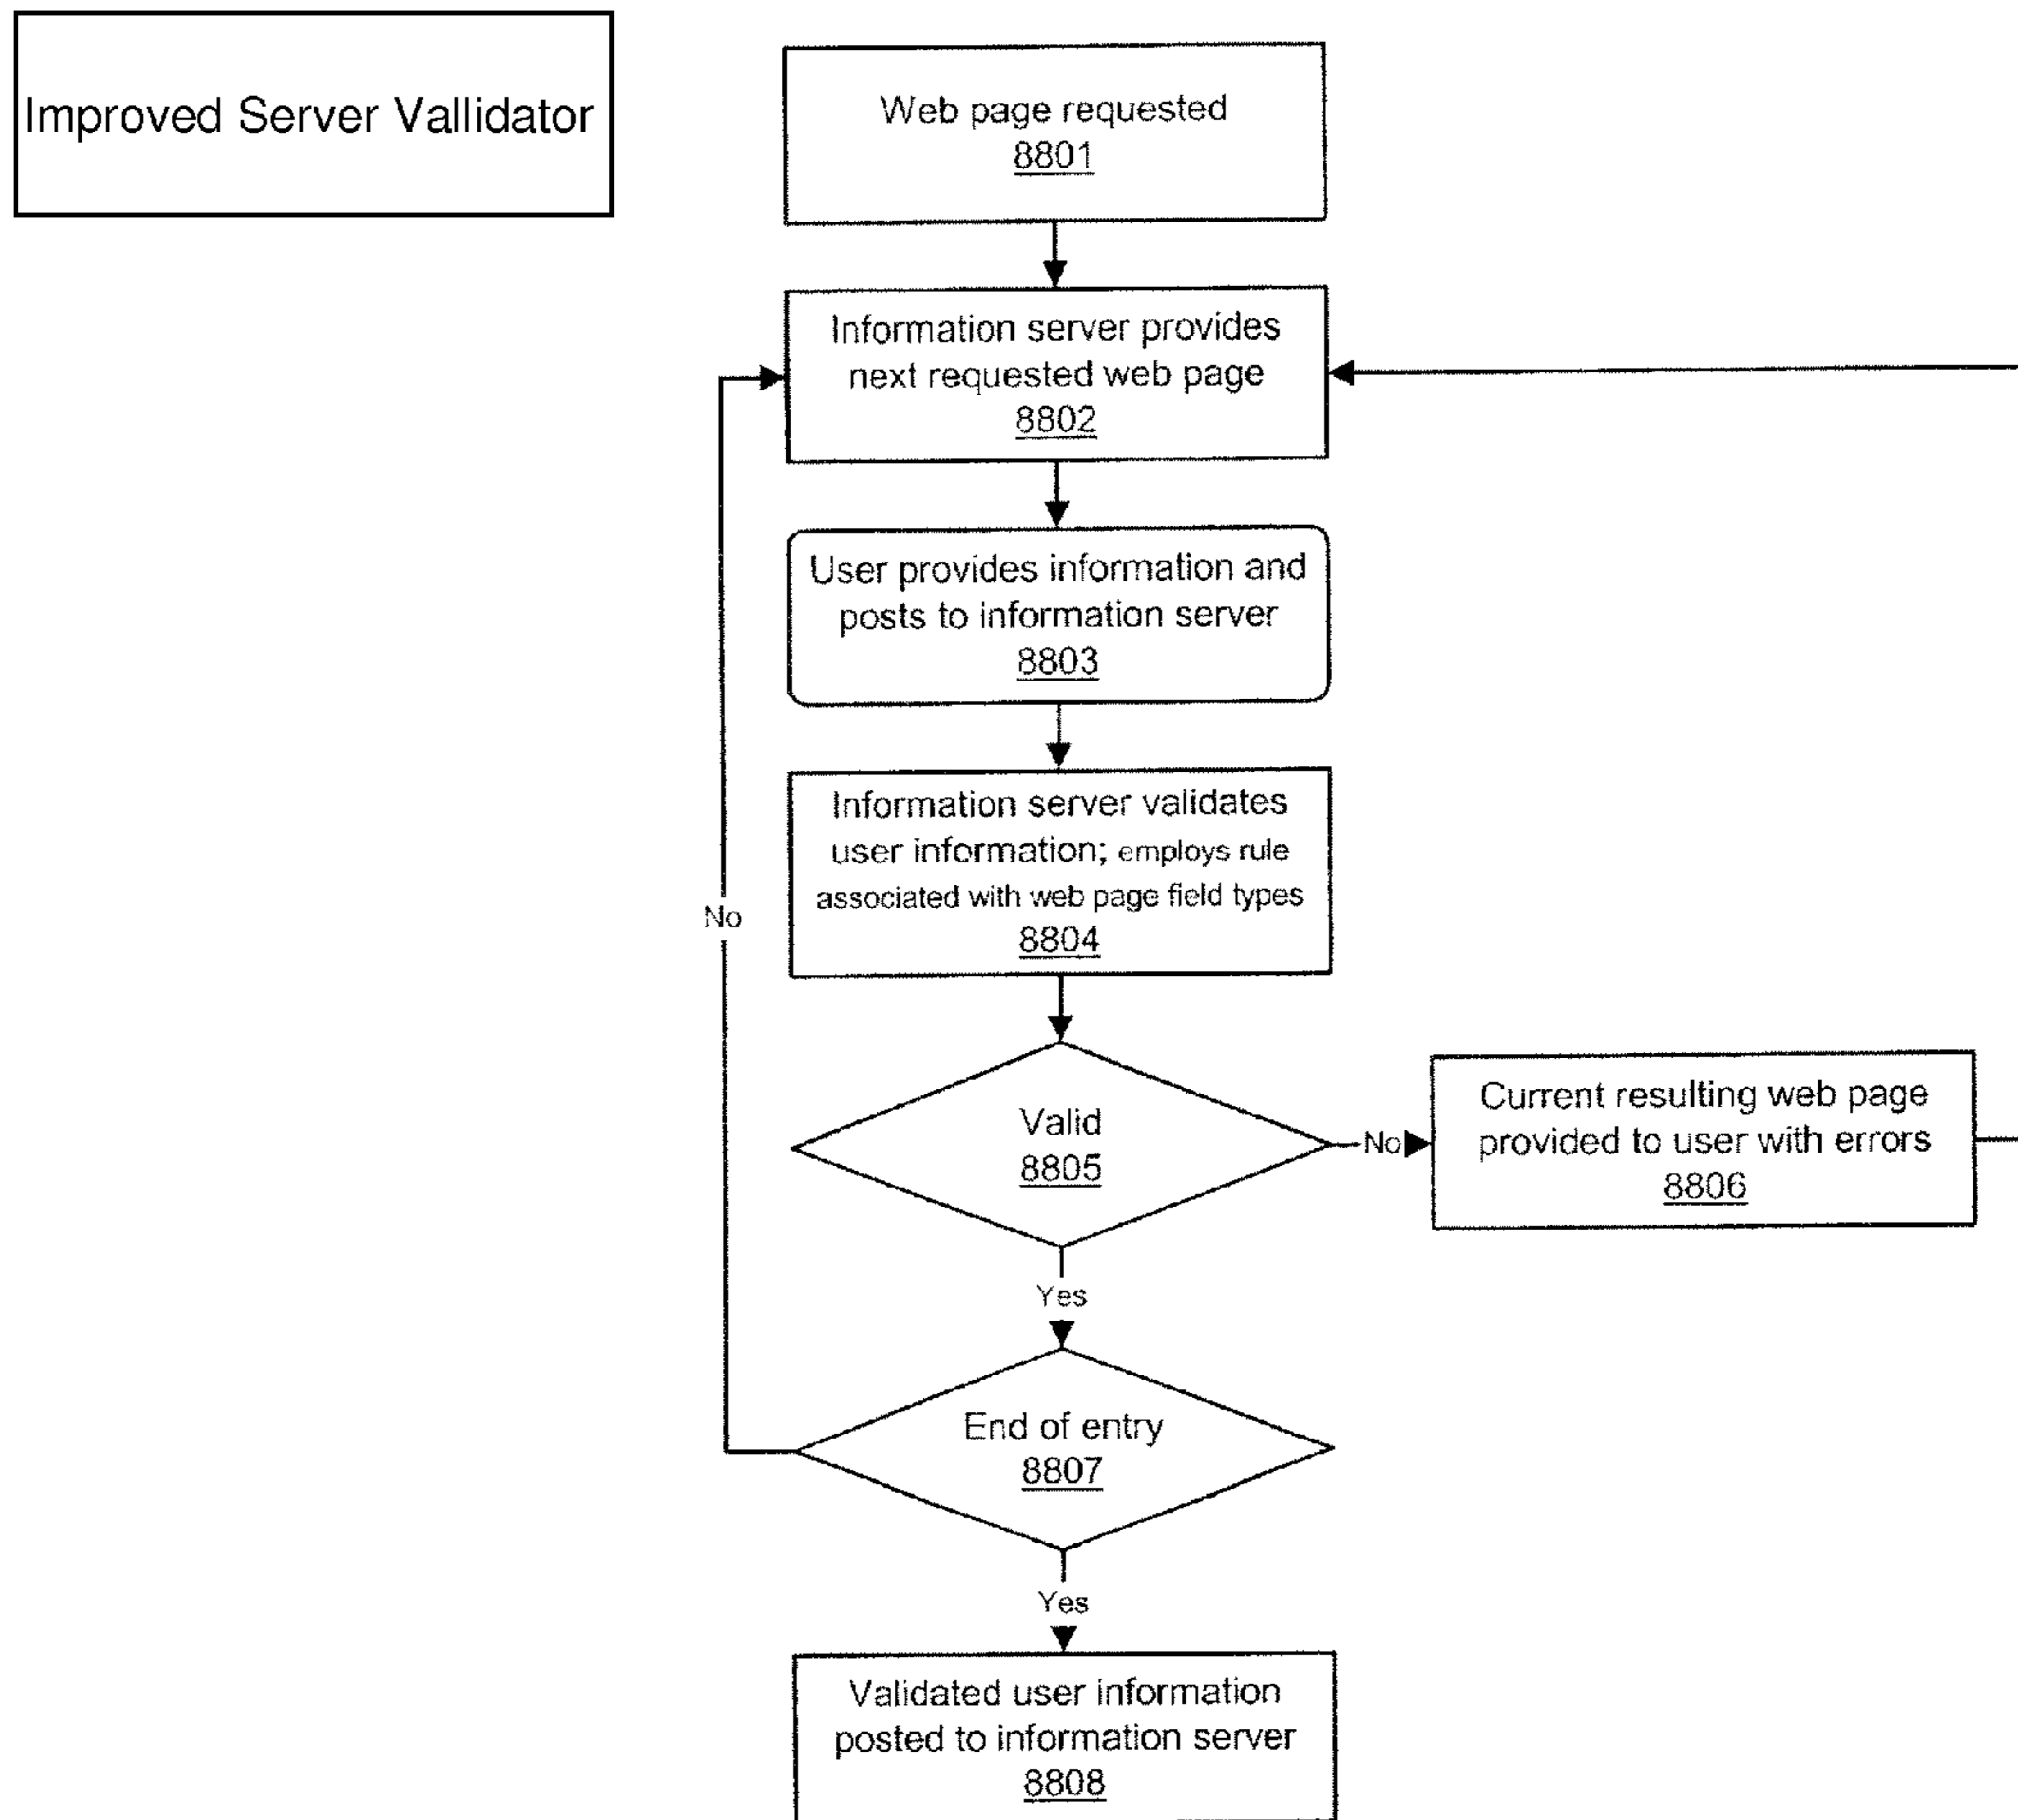 Improved Server Vallidator
Web page requested
8801
Information server provides
next requested web page
8802
User provides information and
posts to information server
8803
Information server validates
user information; employs rule
associated with web page field types
8804
No
Valid
8805
No
Current resulting web page
provided to user with errors
8806
Yes
End of entry
8807
Yes
Validated user information
posted to information server
8808